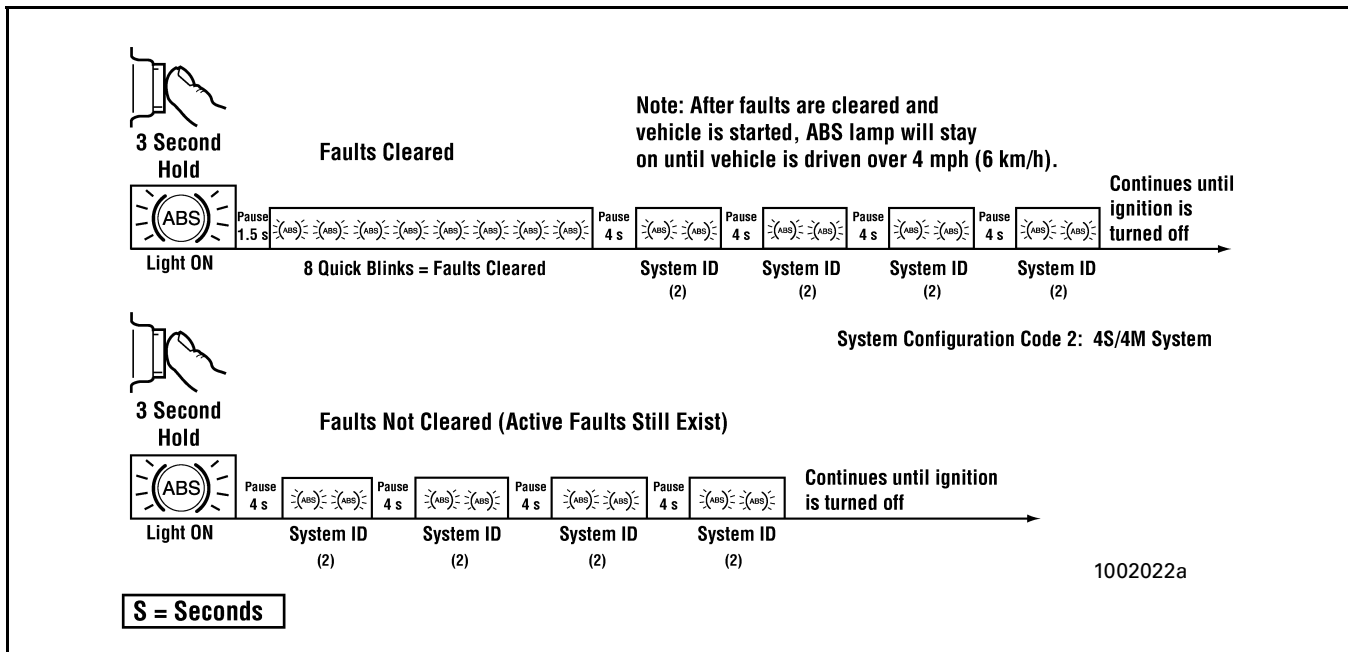 3 Second
Hold
Faults Cleared
Note: After faults are cleared and
vehicle is started, ABS lamp will stay
on until vehicle is driven over 4 mph (6 km/h).
Continues until
ignition is
turned off
ABS
Pause
1.5 s
ABS ABS ABS ABS ABS ABS ABS ABS
Pause
4 s
ABS ABS
Pause
4 s
ABS ABS
Pause
4 s
ABS ABS
Pause
4 s
ABS ABS
Light ON
8 Quick Blinks = Faults Cleared
System ID
(2)
System ID
(2)
System ID
(2)
System ID
(2)
System Configuration Code 2: 4S/4M System
3 Second
Hold
Faults Not Cleared (Active Faults Still Exist)
ABS
Pause
4 s
ABS ABS
Pause
4 s
ABS ABS
Pause
4 s
ABS ABS
Pause
4 s
ABS ABS
Continues until ignition
is turned off
Light ON
System ID
(2)
System ID
(2)
System ID
(2)
System ID
(2)
1002022a
S = Seconds